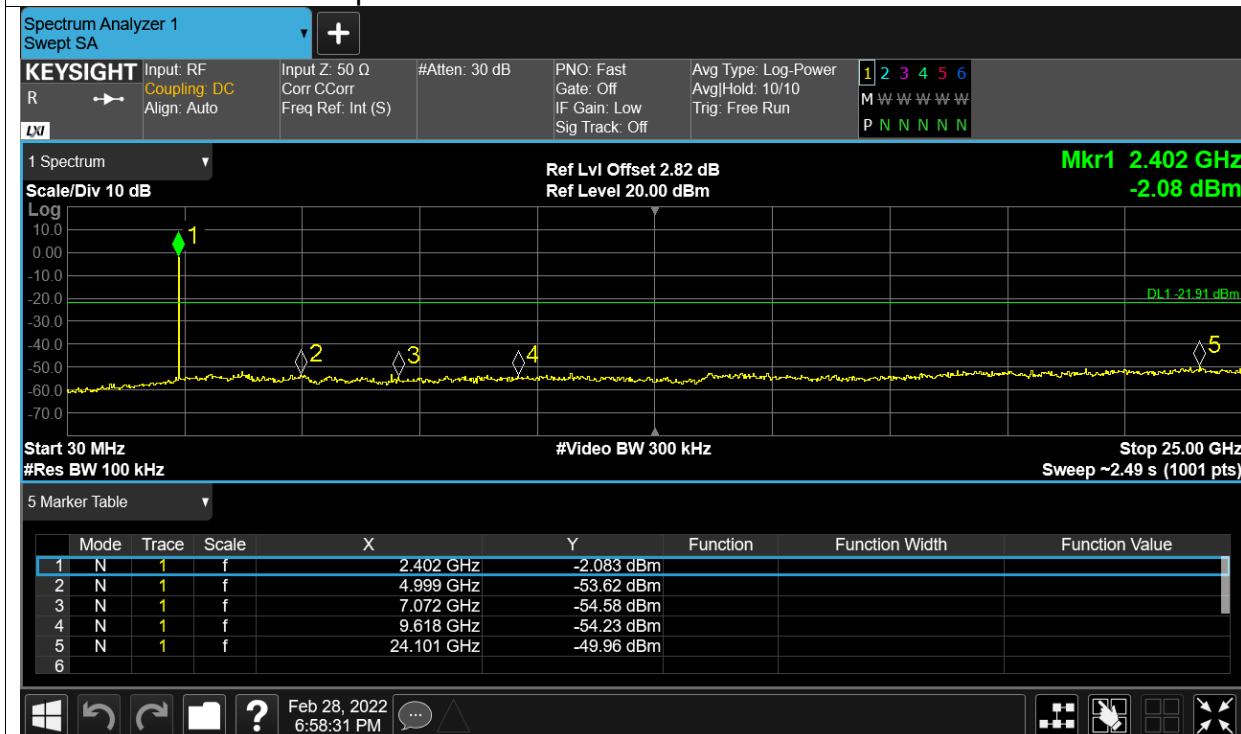 Spectrum Analyzer 1
Swept SA
+
KEYSIGHT Input: RF Input Z: 50 Ω #Atten: 30 dB PNO: Fast Avg Type: Log-Power 1 2 3 4 5 6
R Coupling: DC Corr CCorr Gate: Off Avg|Hold: 10/10 M W W W W W
Align: Auto Freq Ref: Int (S) IF Gain: Low Trig: Free Run
LXI Sig Track: Off P N N N N N
1 Spectrum
Ref Lvl Offset 2.82 dB Mkr1 2.402 GHz
Scale/Div 10 dB Ref Level 20.00 dBm -2.08 dBm
Log
10.0
1
0.00
-10.0
-20.0
DL1 -21.91 dBm
-30.0
-40.0
2 3 4 5
-50.0
-60.0
-70.0
Start 30 MHz #Video BW 300 kHz Stop 25.00 GHz
#Res BW 100 kHz Sweep ~2.49 s (1001 pts)
5 Marker Table
Mode Trace Scale X Y Function Function Width Function Value
1 N 1 f 2.402 GHz -2.083 dBm
2 N 1 f 4.999 GHz -53.62 dBm
3 N 1 f 7.072 GHz -54.58 dBm
4 N 1 f 9.618 GHz -54.23 dBm
5 N 1 f 24.101 GHz -49.96 dBm
6
? Feb 28, 2022
6:58:31 PM